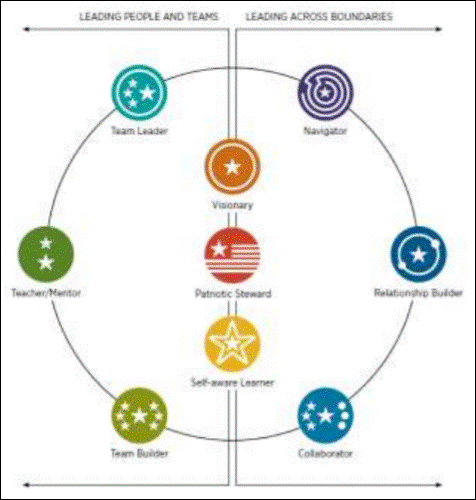 LEADING PEOPLE AND TEAMS
LEADING ACROSS BOUNDARIES
Team Leader
Navigator
Visionary
Teacher/Mentor
Patriotic Steward
Relationship Builder
Self-aware Learner
Team Builder
Collaborator